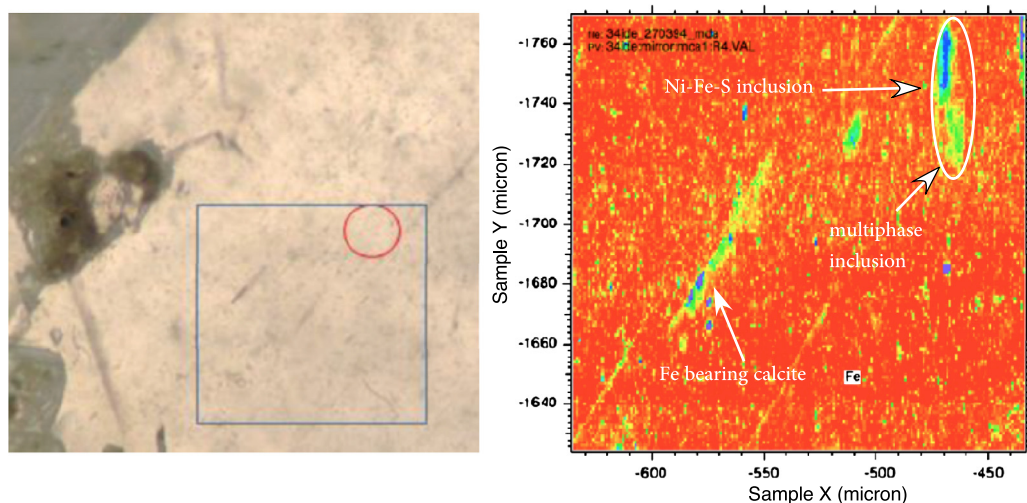 file: 34ide_270384_mda
PV: 34ide:mirror:mca1:R4.VAL
Ni-Fe-S inclusion
multiphase
inclusion
Fe bearing calcite
Fe
-1760
-1740
-1720
-1700
-1680
-1660
-1640
Sample Y (micron)
-600
-550
-500
-450
Sample X (micron)